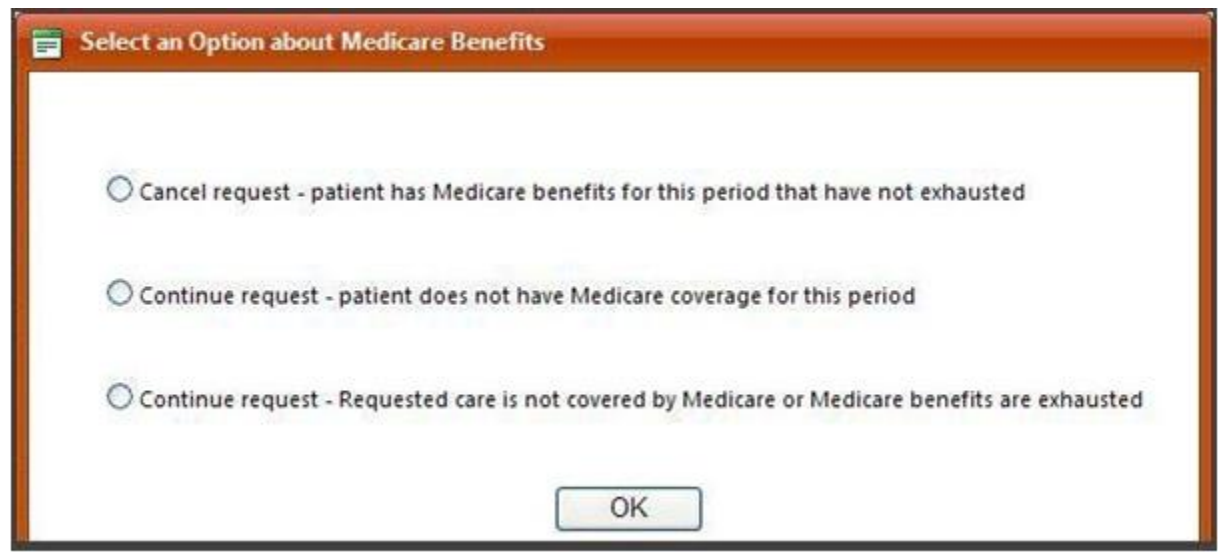 Select an Option about Medicare Benefits
Cancel request - patient has Medicare benefits for this period that have not exhausted
Continue request - patient does not have Medicare coverage for this period
Continue request - Requested care is not covered by Medicare or Medicare benefits are exhausted
OK